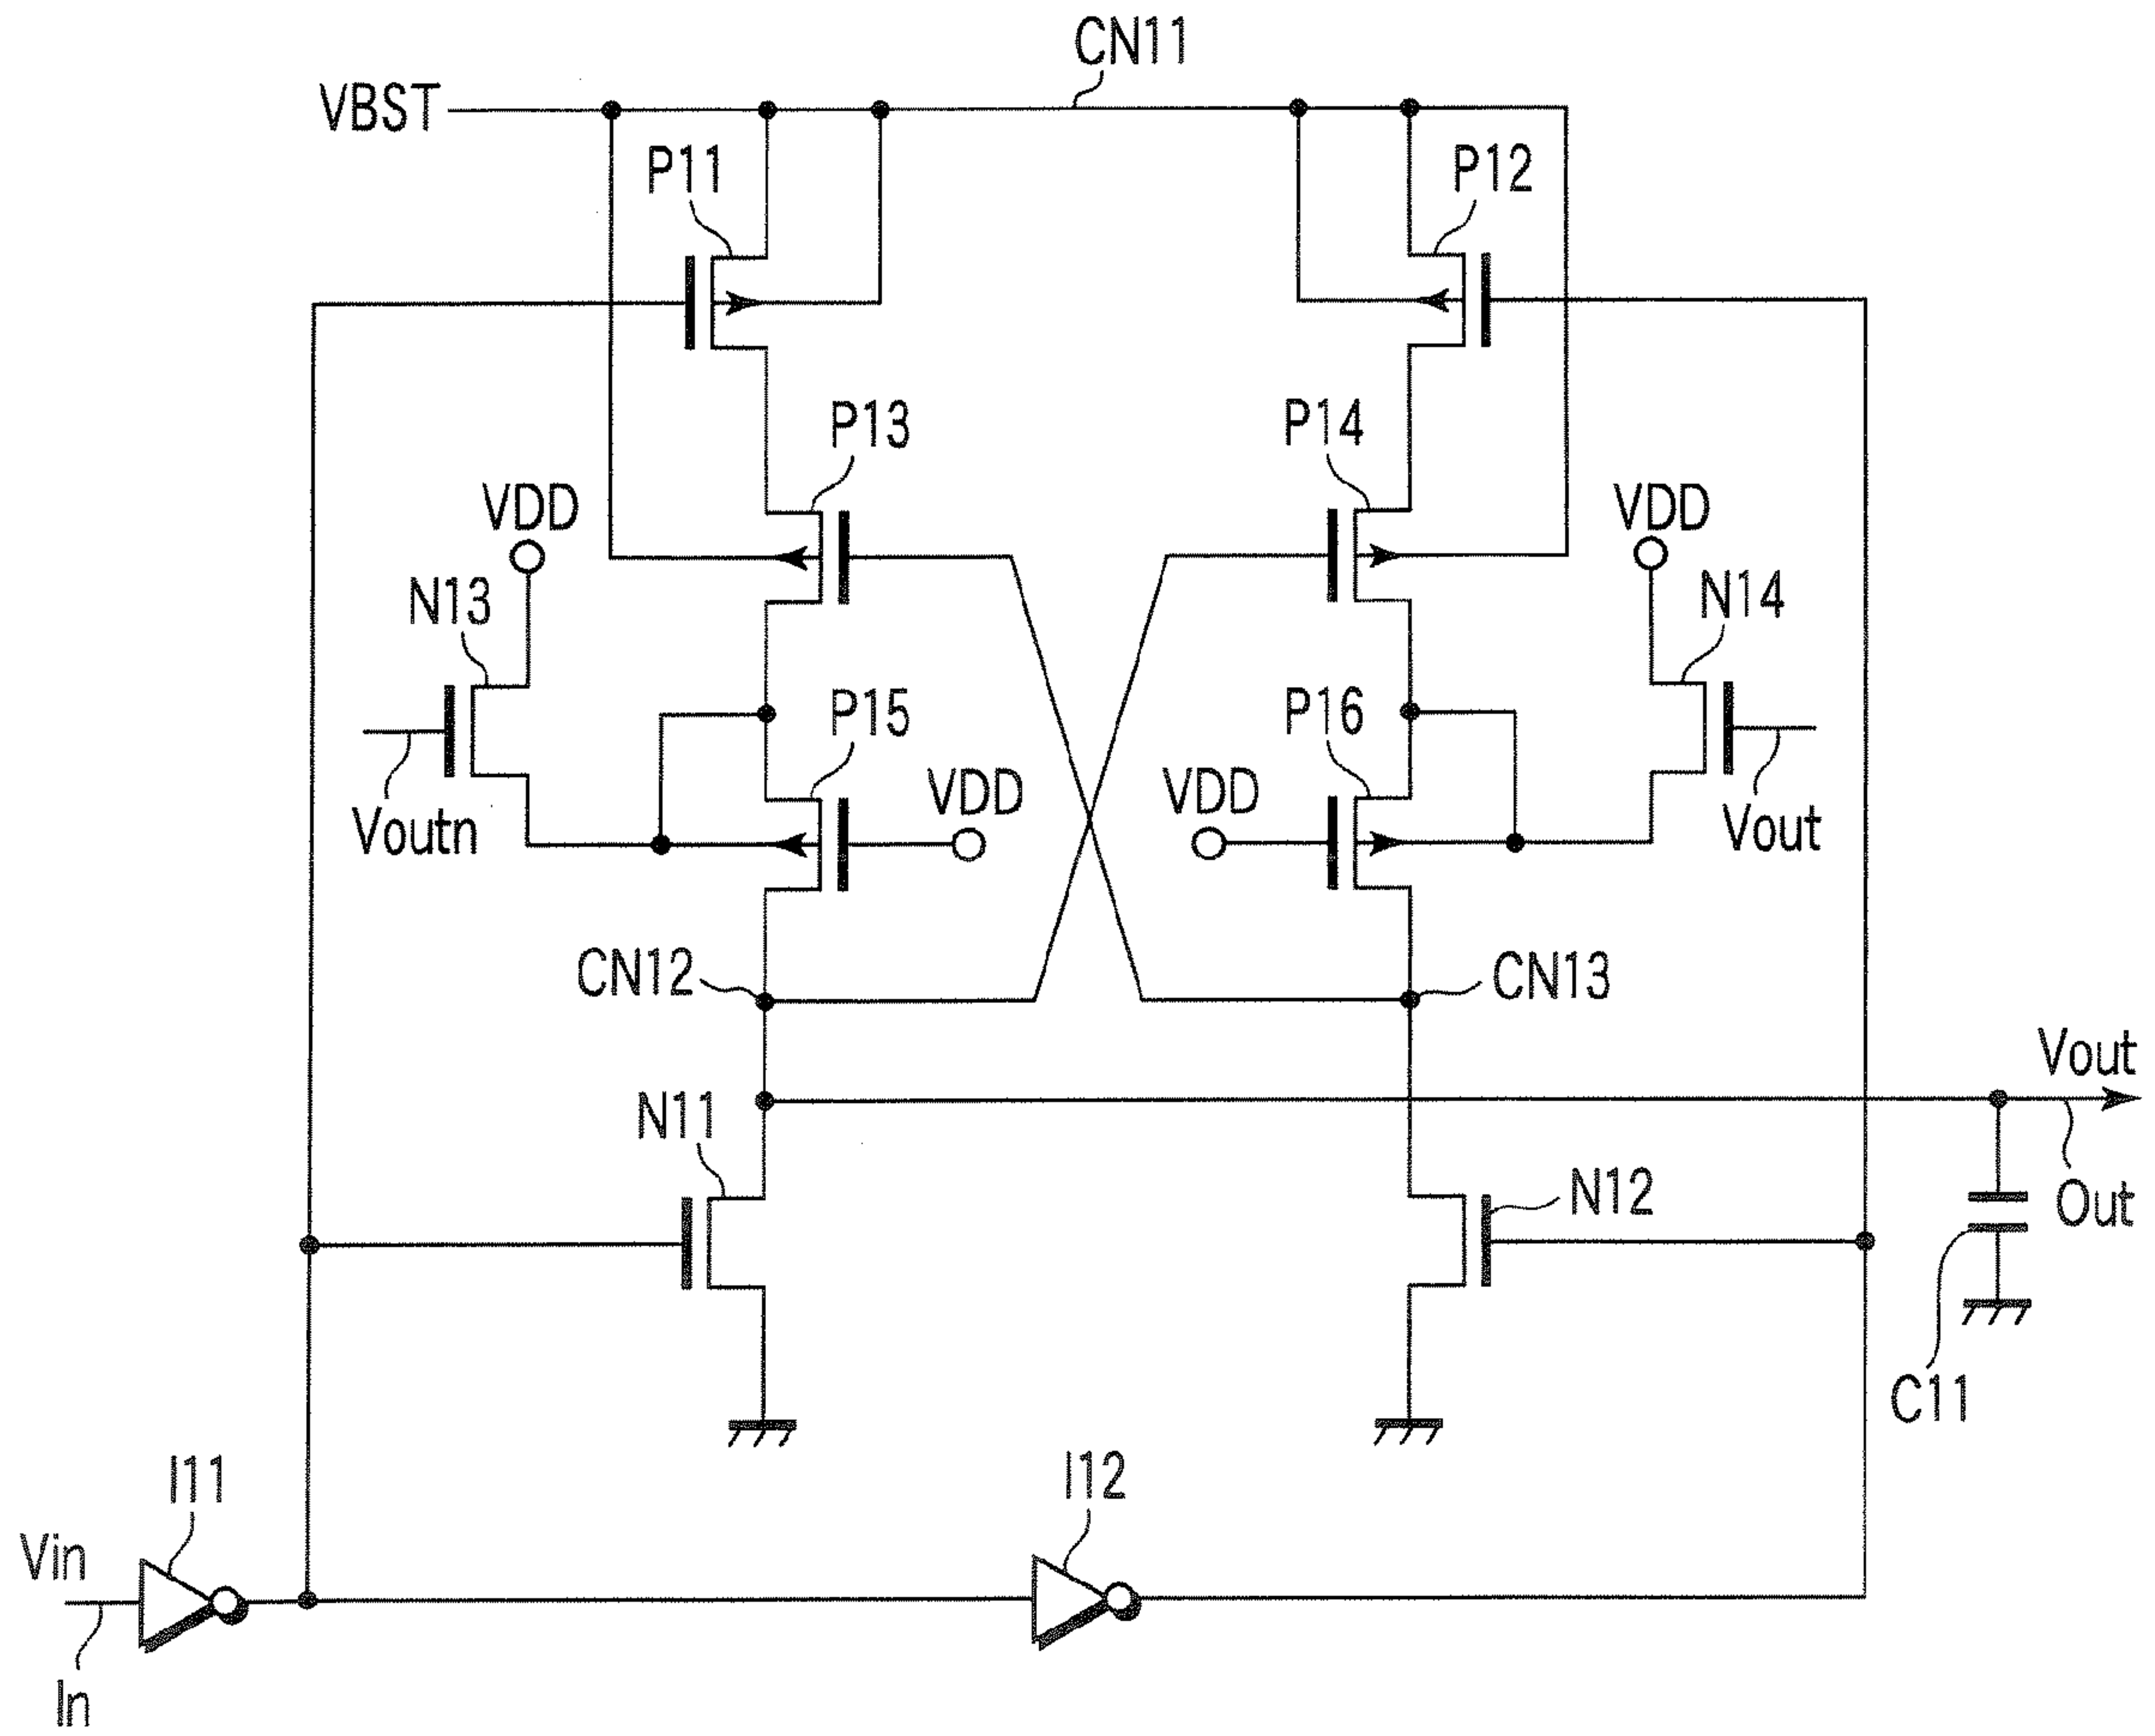 CN11
VBST
P11
P12
P13
P14
VDD
VDD
N13
N14
P15
P16
VDD
VDD
Voutn
Vout
CN12
CN13
Vout
N11
N12
Out
C11
I11
I12
Vin
In